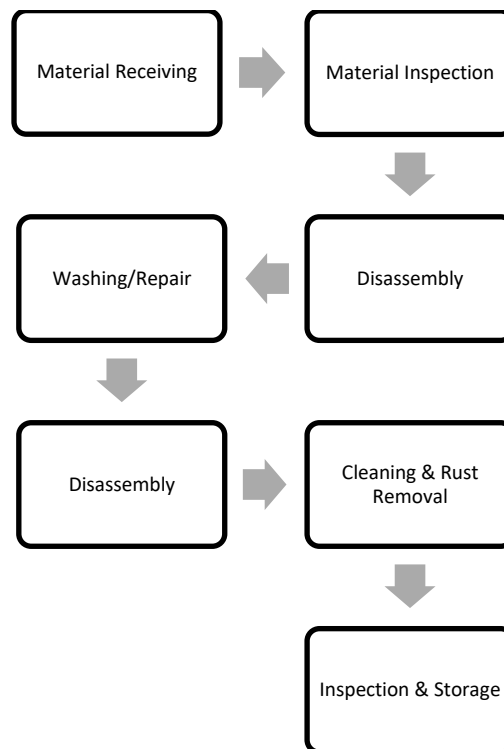 Material Receiving
Material Inspection
Disassembly
Washing/Repair
Disassembly
Cleaning & Rust
Removal
Inspection & Storage